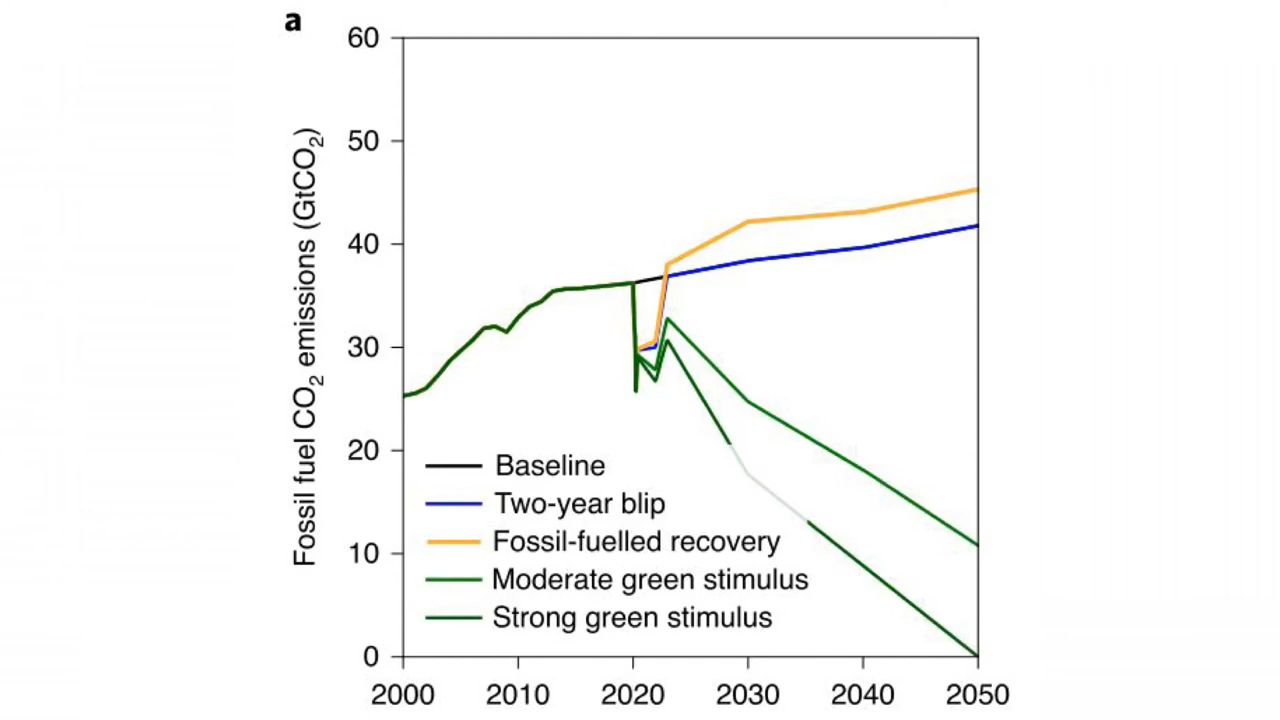 a
60
50
40
30
20
10
0
Fossil fuel CO₂ emissions (GtCO₂)
Baseline
Two-year blip
Fossil-fuelled recovery
Moderate green stimulus
Strong green stimulus
2000 2010 2020 2030 2040 2050